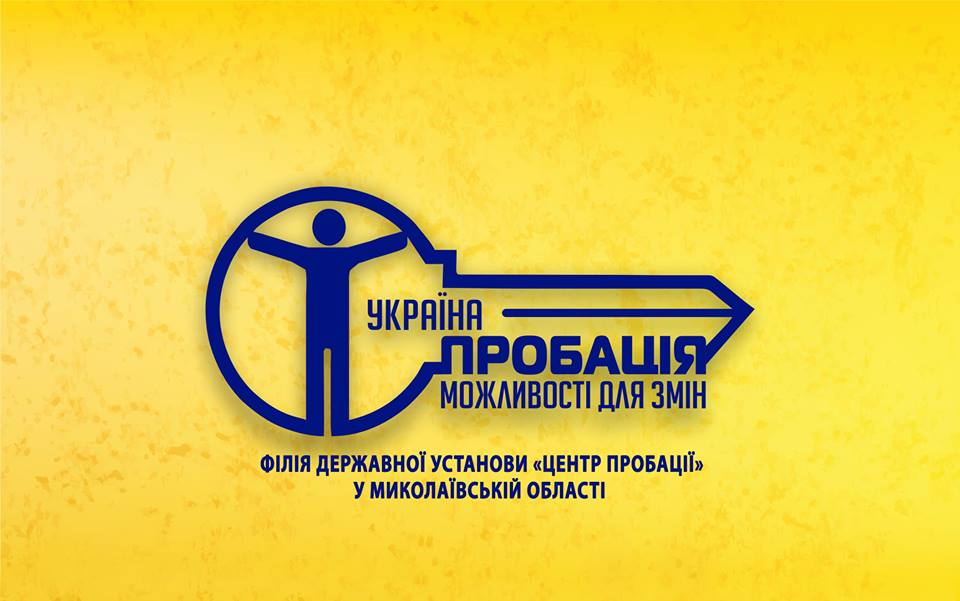 УКРАЇНА
ПРОБАЦІЯ
МОЖЛИВОСТІ ДЛЯ ЗМІН
ФІЛІЯ ДЕРЖАВНОЇ УСТАНОВИ «ЦЕНТР ПРОБАЦІЇ»
У МИКОЛАЇВСЬКІЙ ОБЛАСТІ